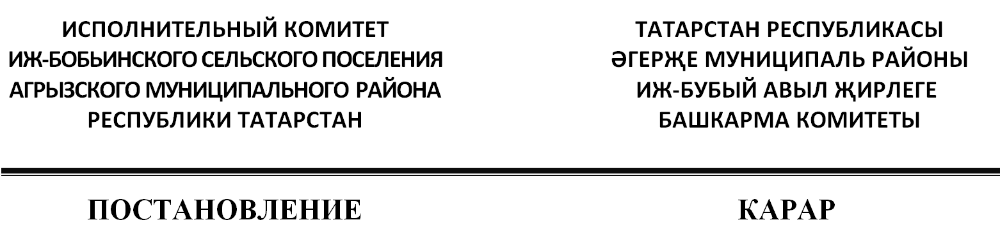 ИСПОЛНИТЕЛЬНЫЙ КОМИТЕТ
ИЖ-БОБЬИНСКОГО СЕЛЬСКОГО ПОСЕЛЕНИЯ
АГРЫЗСКОГО МУНИЦИПАЛЬНОГО РАЙОНА
РЕСПУБЛИКИ ТАТАРСТАН
ТАТАРСТАН РЕСПУБЛИКАСЫ
ӘГЕРҖЕ МУНИЦИПАЛЬ РАЙОНЫ
ИЖ-БУБЫЙ АВЫЛ ҖИРЛЕГЕ
БАШКАРМА КОМИТЕТЫ
ПОСТАНОВЛЕНИЕ
КАРАР